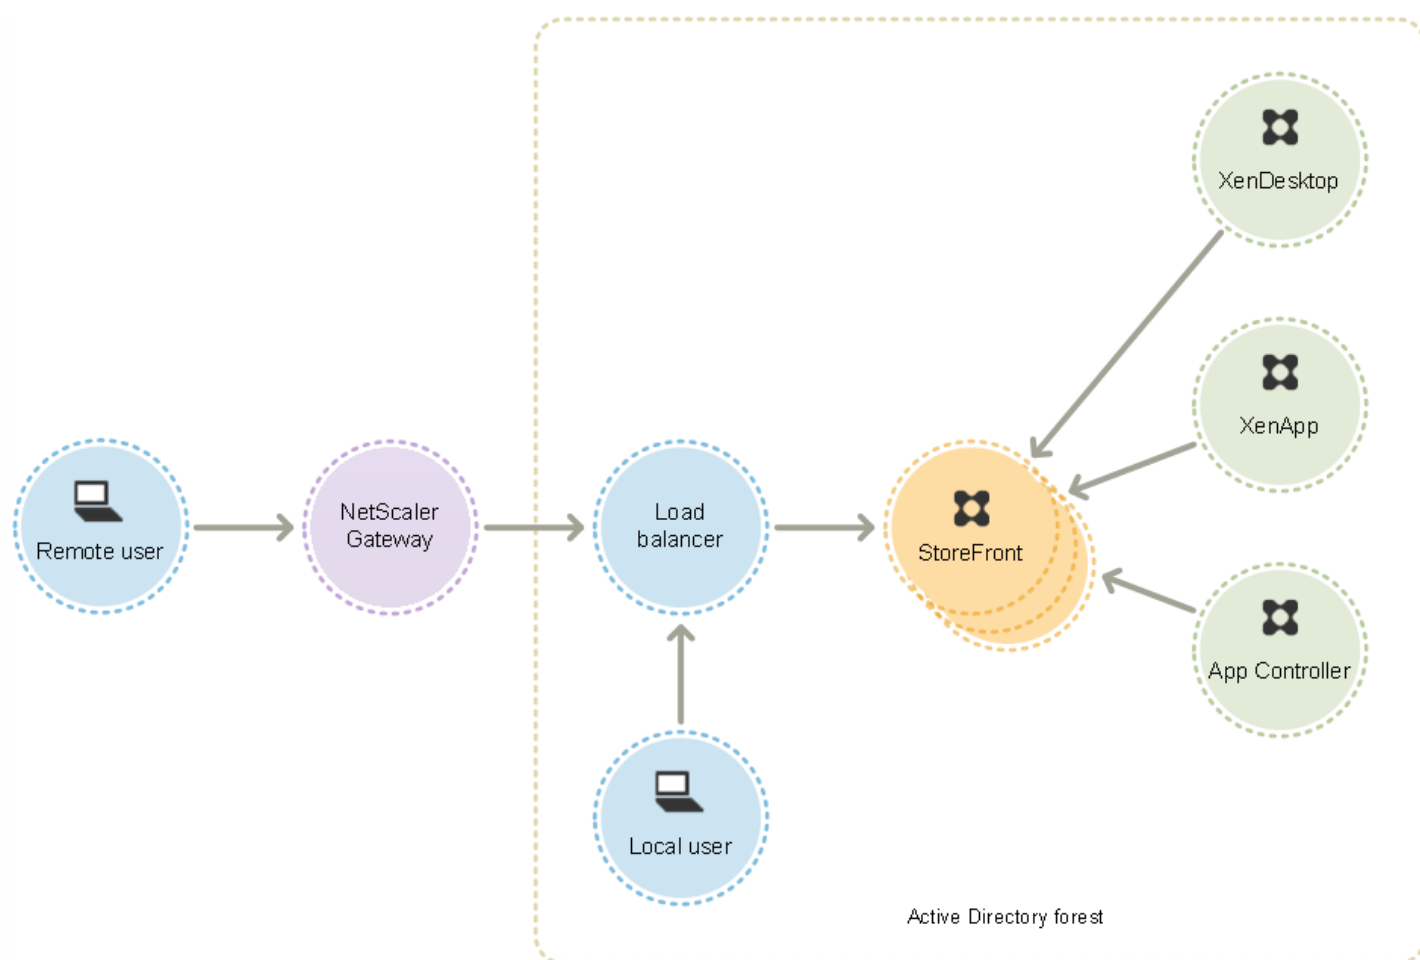 XenDesktop
XenApp
Remote user
NetScaler
Gateway
Load
balancer
StoreFront
App Controller
Local user
Active Directory forest